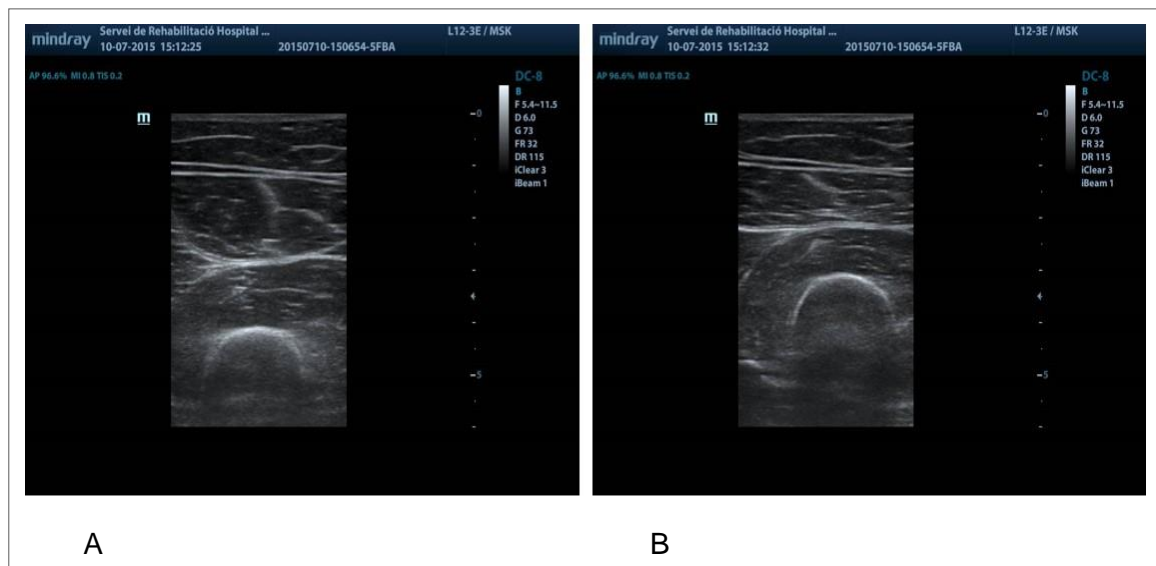 mindray
Servei de Rehabilitació Hospital ...
10-07-2015 15:12:25
20150710-150654-5FBA
L12-3E / MSK
AP 96.6% MI 0.8 TIS 0.2
m
DC-8
B
F 5.4~11.5
D 6.0
G 73
FR 32
DR 115
iClear 3
iBeam 1
0
5
A
mindray
Servei de Rehabilitació Hospital ...
10-07-2015 15:12:32
20150710-150654-5FBA
L12-3E / MSK
AP 96.6% MI 0.8 TIS 0.2
m
DC-8
B
F 5.4~11.5
D 6.0
G 73
FR 32
DR 115
iClear 3
iBeam 1
0
5
B